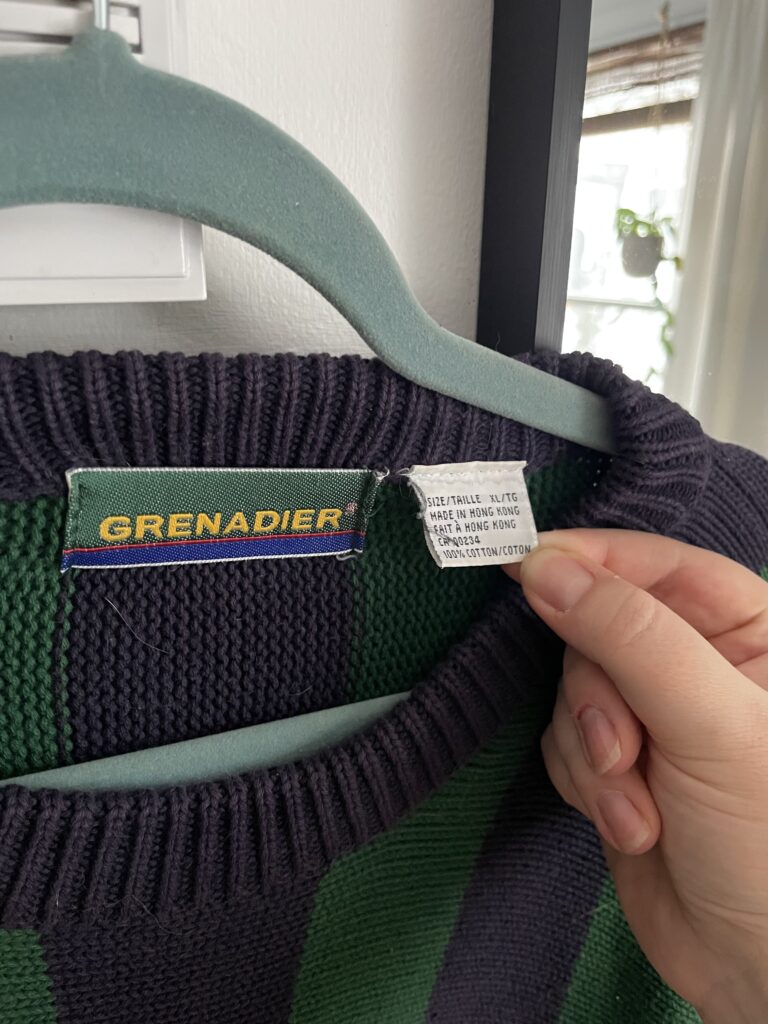 GRENADIER
SIZE/TAILLE XL/TG
MADE IN HONG KONG
FAIT À HONG KONG
CA 00234
100% COTTON/COTON